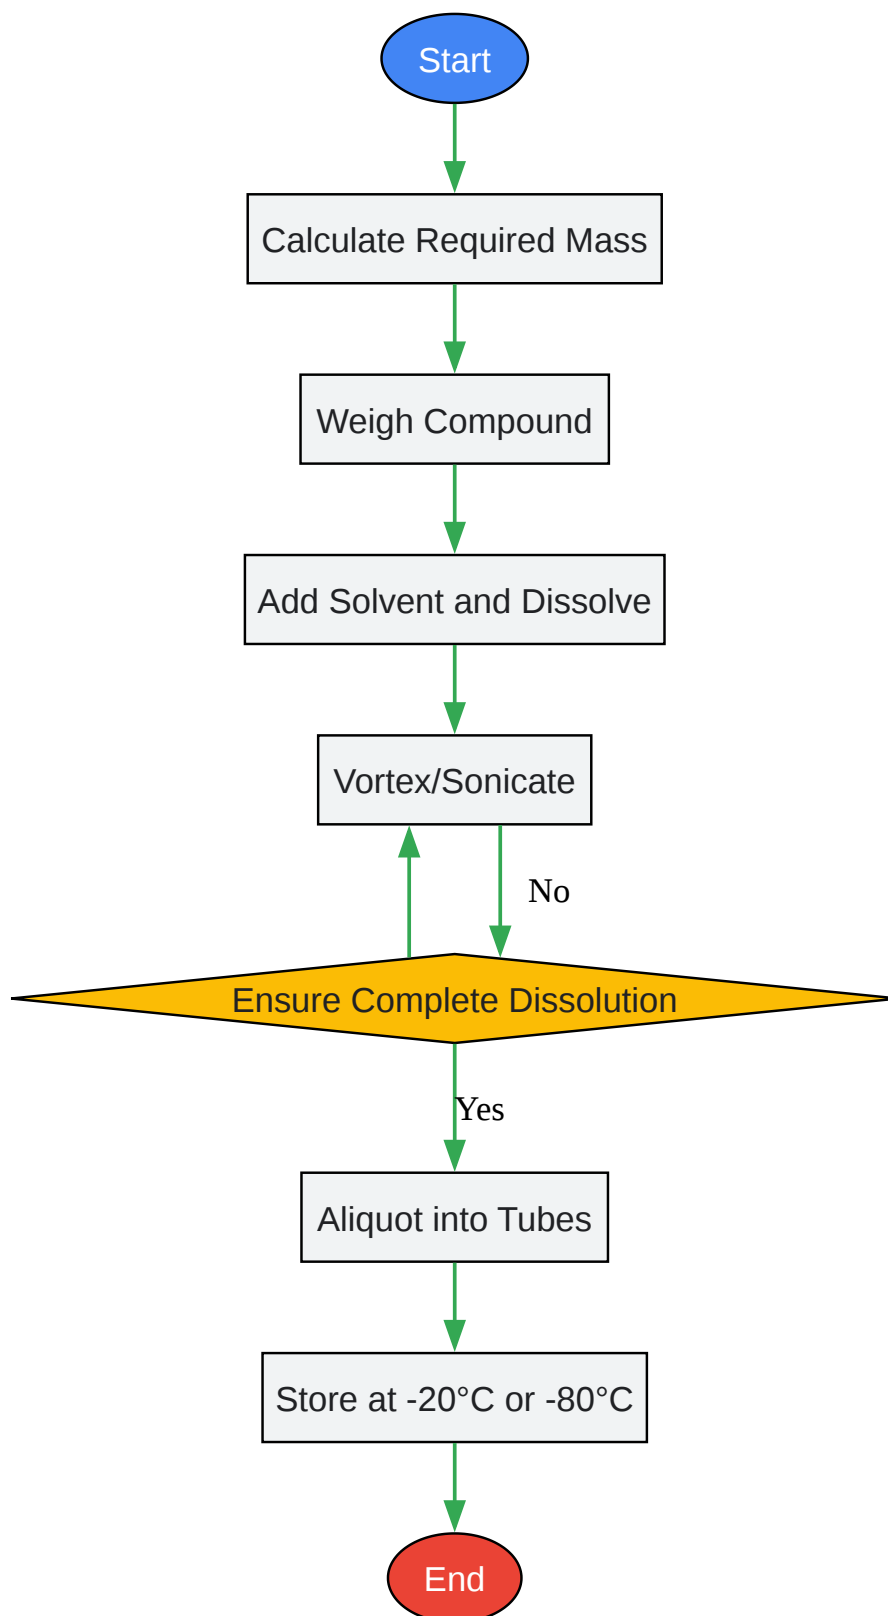 Start
Calculate Required Mass
Weigh Compound
Add Solvent and Dissolve
Vortex/Sonicate
No
Ensure Complete Dissolution
Yes
Aliquot into Tubes
Store at -20°C or -80°C
End